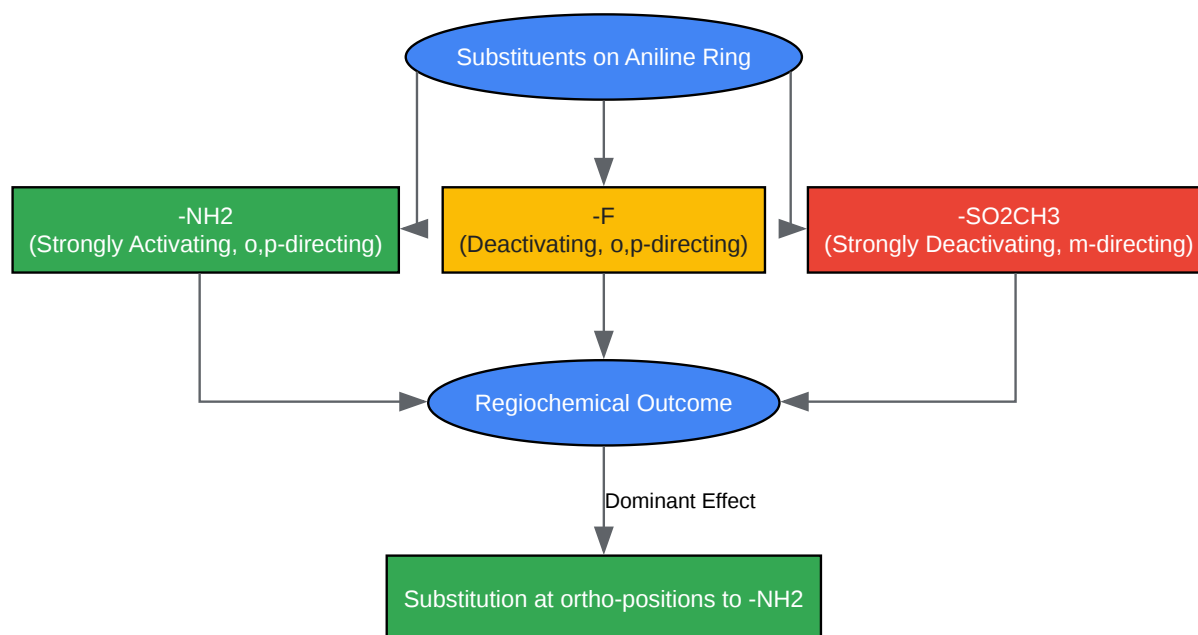 Substituents on Aniline Ring
-NH2
(Strongly Activating, o,p-directing)
-F
(Deactivating, o,p-directing)
-SO2CH3
(Strongly Deactivating, m-directing)
Regiochemical Outcome
Dominant Effect
Substitution at ortho-positions to -NH2